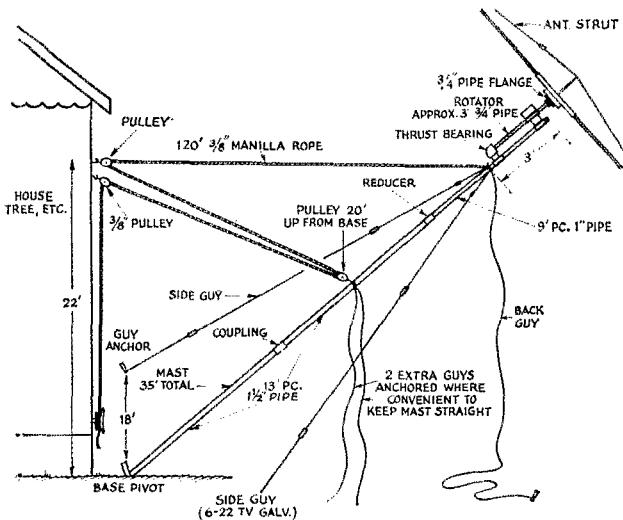 ANT. STRUT
3/4" PIPE FLANGE
ROTATOR
APPROX. 3' 3/4" PIPE
THRUST BEARING
3'
PULLEY
120' 3/8" MANILLA ROPE
HOUSE
TREE, ETC.
3/8" PULLEY
PULLEY 20'
UP FROM BASE
REDUCER
9' PC. 1" PIPE
22'
SIDE GUY
GUY
ANCHOR
COUPLING
BACK
GUY
MAST
35' TOTAL
13' PC.
1 1/2" PIPE
2 EXTRA GUYS
ANCHORED WHERE
CONVENIENT TO
KEEP MAST STRAIGHT
18'
BASE PIVOT
SIDE GUY
(6-22 TV GALV.)